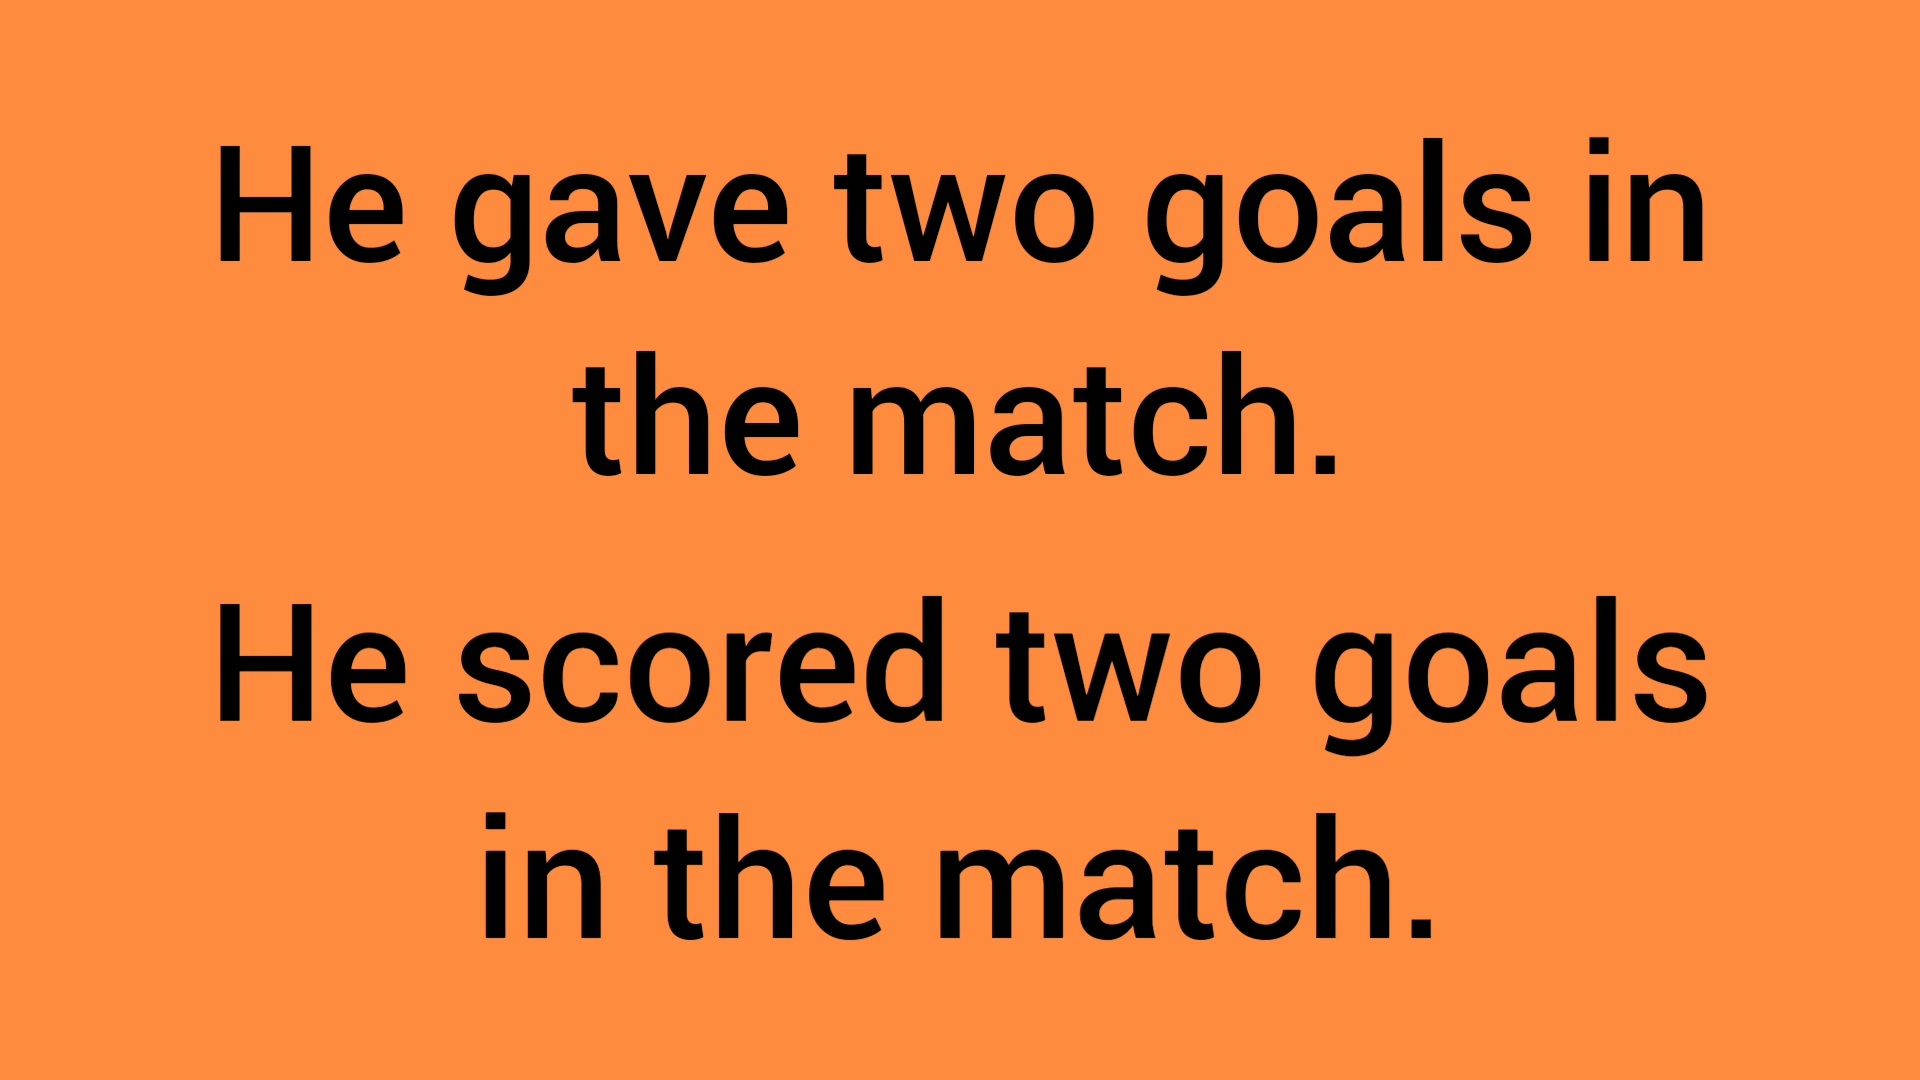 He gave two goals in
the match.
He scored two goals
in the match.